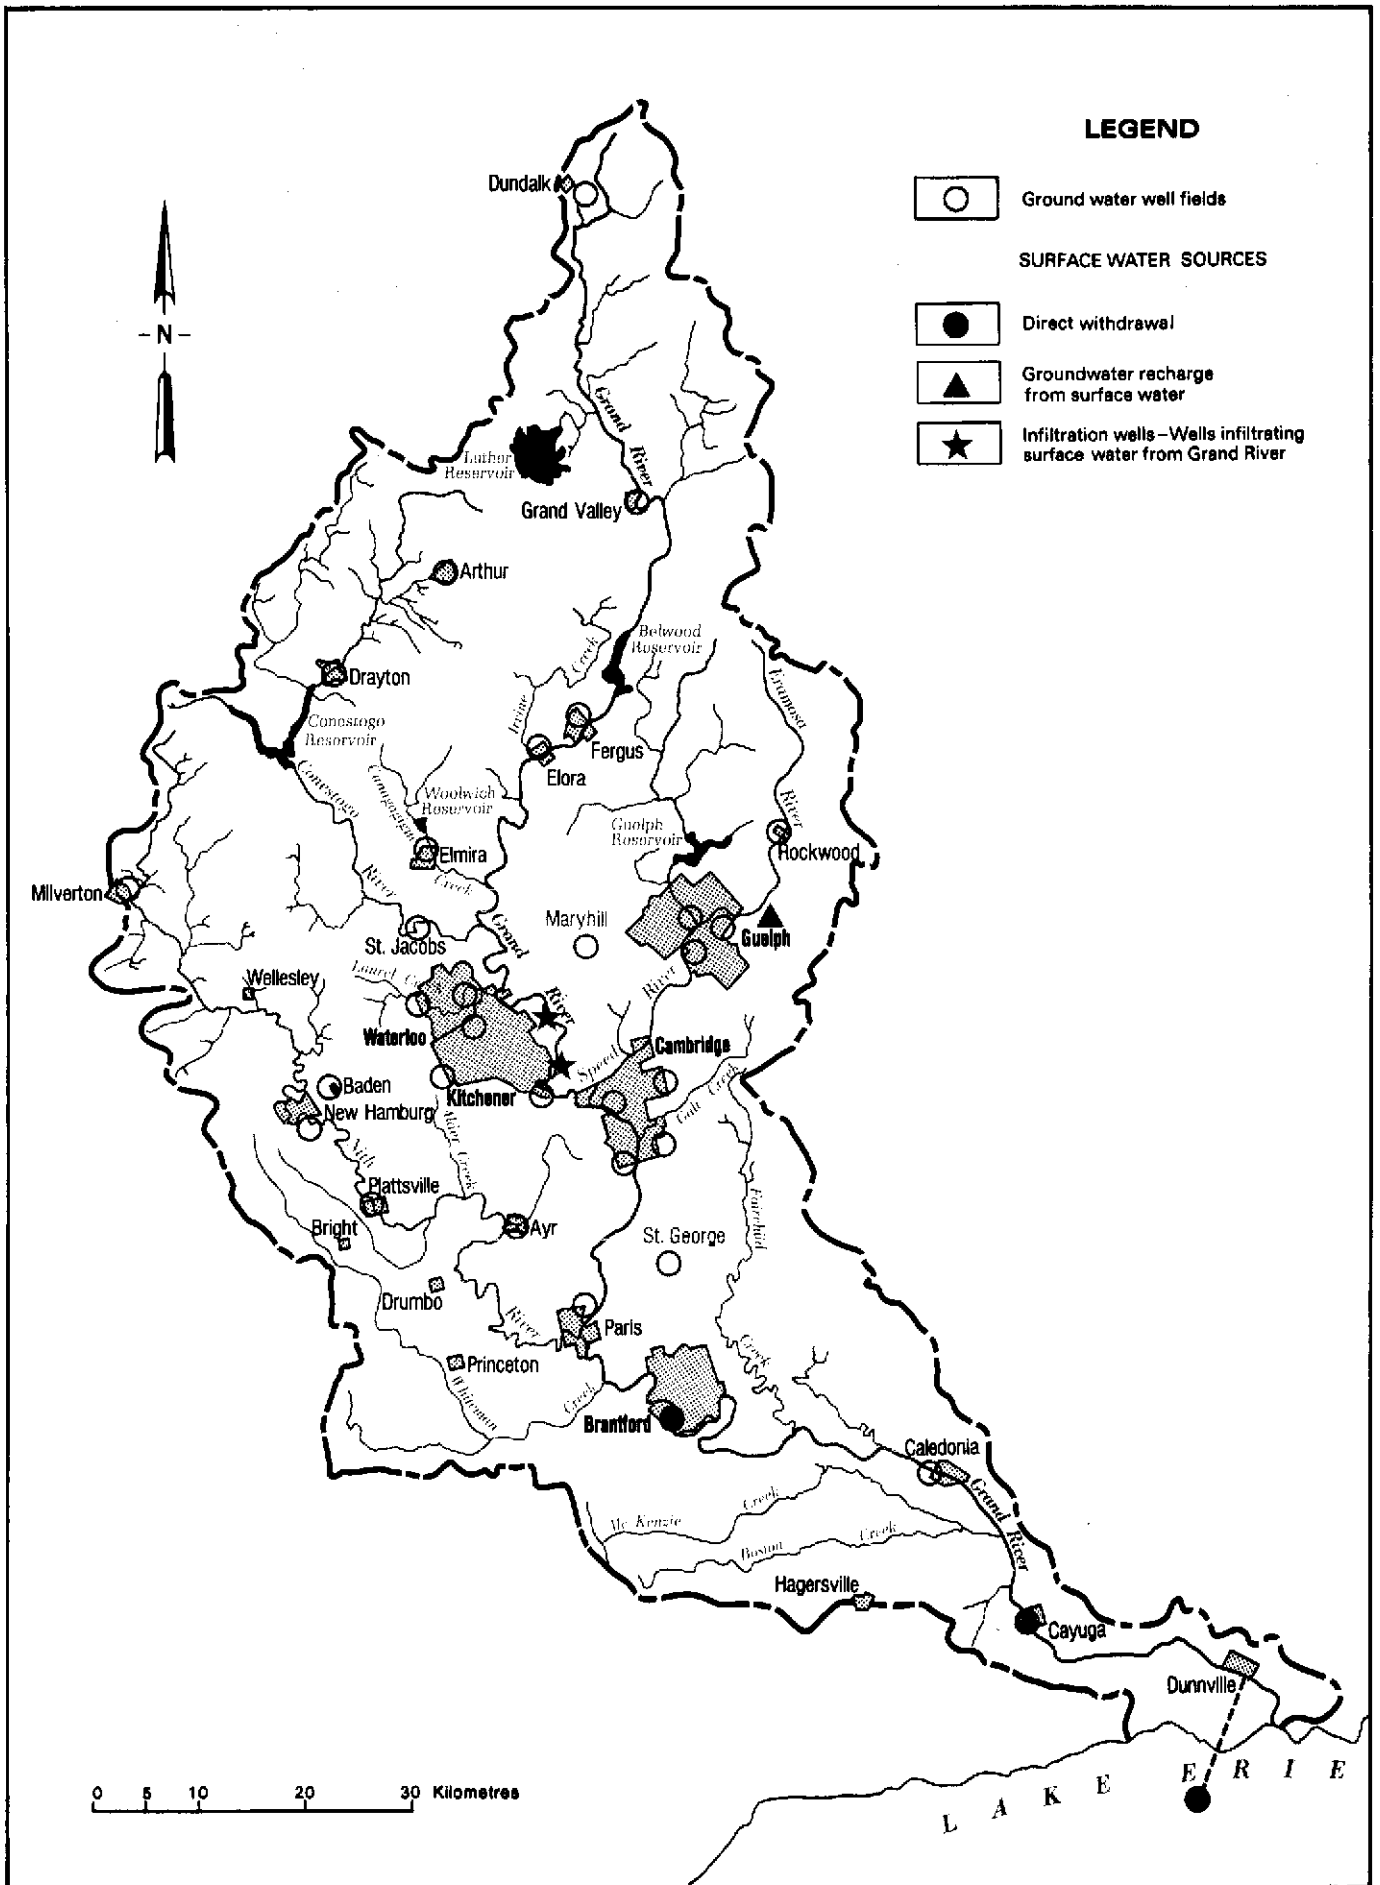 LEGEND
Ground water well fields
SURFACE WATER SOURCES
Direct withdrawal
Groundwater recharge
from surface water
Infiltration wells–Wells infiltrating
surface water from Grand River
-N-
Dundalk
Grand
River
Luther
Reservoir
Grand Valley
Arthur
Belwood
Reservoir
Irvine
Creek
Drayton
Eramosa
River
Conestogo
Reservoir
Fergus
Elora
Conestogo
River
Canagagigue
Creek
Woolwich
Reservoir
Guelph
Reservoir
Rockwood
Elmira
Milverton
Maryhill
Grand
River
Guelph
St. Jacobs
Laurel
Wellesley
Waterloo
Speed
River
Cambridge
Baden
Kitchener
Galt Creek
New Hamburg
Alder Creek
Nith
River
Plattsville
Fairchild
Creek
Bright
Ayr
St. George
Drumbo
Paris
Princeton
Whiteman
Creek
Brantford
Caledonia
Grand
River
Mc Kenzie
Creek
Boston
Creek
Hagersville
Cayuga
Dunnville
LAKE ERIE
0 5 10 20 30 Kilometres